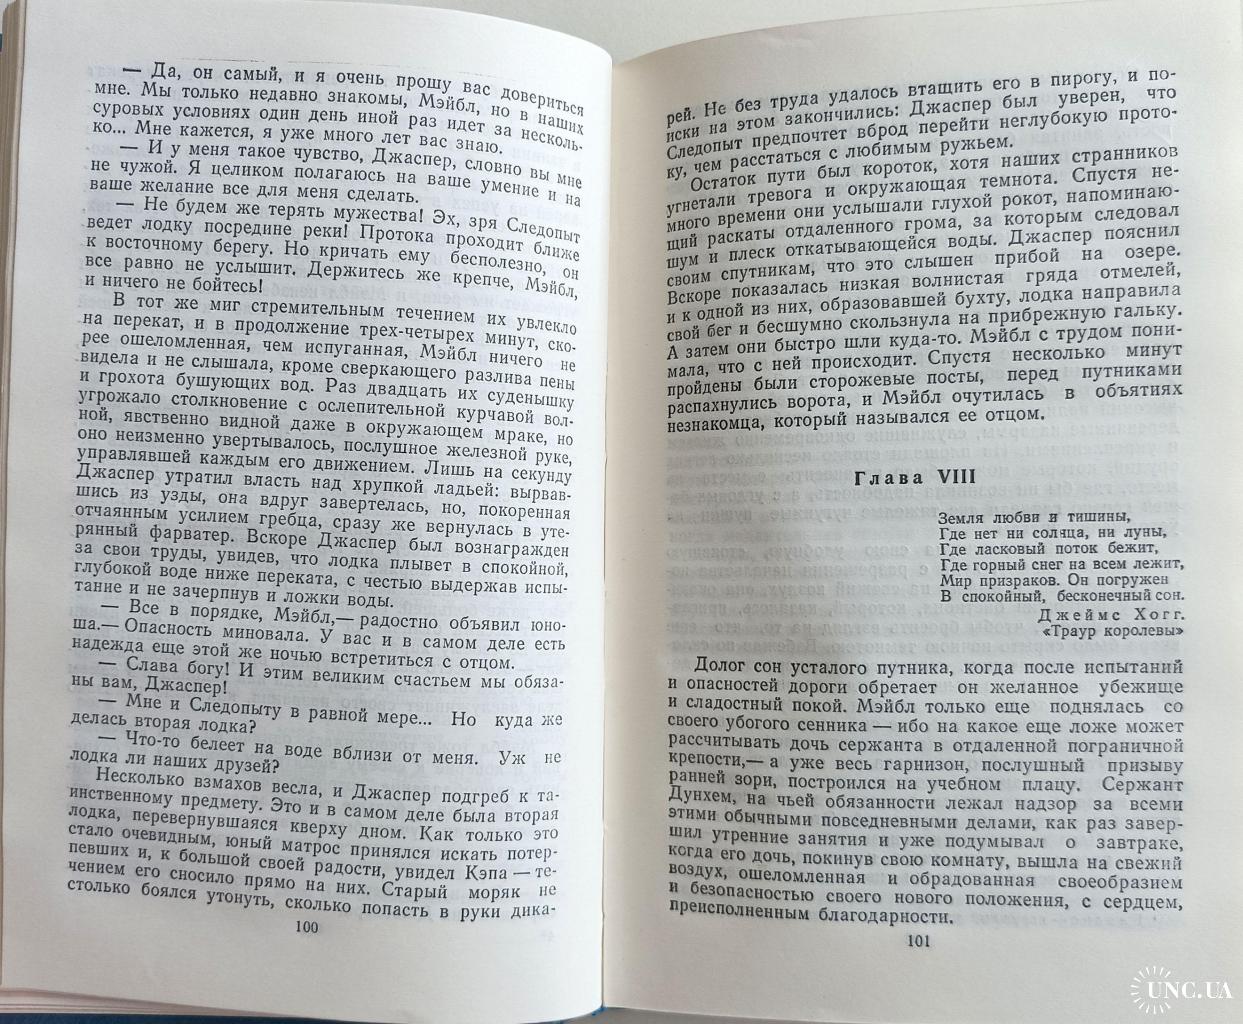 — Да, он самый, и я очень прошу вас довериться
мне. Мы только недавно знакомы, Мэйбл, но в наших
суровых условиях один день иной раз идет за несколь-
ко... Мне кажется, я уже много лет вас знаю.
— И у меня такое чувство, Джаспер, словно вы мне
не чужой. Я целиком полагаюсь на ваше умение и на
ваше желание все для меня сделать.
— Не будем же терять мужества! Эх, зря Следопыт
ведет лодку посредине реки! Протока проходит ближе
к восточному берегу. Но кричать ему бесполезно, он
все равно не услышит. Держитесь же крепче, Мэйбл,
и ничего не бойтесь!
В тот же миг стремительным течением их увлекло
на перекат, и в продолжение трех-четырех минут, ско-
рее ошеломленная, чем испуганная, Мэйбл ничего не
видела и не слышала, кроме сверкающего разлива пены
и грохота бушующих вод. Раз двадцать их суденышку
угрожало столкновение с ослепительной курчавой вол-
ной, явственно видной даже в окружающем мраке, но
оно неизменно увертывалось, послушное железной руке,
управлявшей каждым его движением. Лишь на секунду
Джаспер утратил власть над хрупкой ладьей: вырвав-
шись из узды, она вдруг завертелась, но, покоренная
отчаянным усилием гребца, сразу же вернулась в уте-
рянный фарватер. Вскоре Джаспер был вознагражден
за свои труды, увидев, что лодка плывет в спокойной,
глубокой воде ниже переката, с честью выдержав испы-
тание и не зачерпнув и ложки воды.
— Все в порядке, Мэйбл,— радостно объявил юно-
ша.— Опасность миновала. У вас и в самом деле есть
надежда еще этой же ночью встретиться с отцом.
— Слава богу! И этим великим счастьем мы обяза-
ны вам, Джаспер!
— Мне и Следопыту в равной мере... Но куда же
делась вторая лодка?
— Что-то белеет на воде вблизи от меня. Уж не
лодка ли наших друзей?
Несколько взмахов весла, и Джаспер подгреб к та-
инственному предмету. Это и в самом деле была вторая
лодка, перевернувшаяся кверху дном. Как только это
стало очевидным, юный матрос принялся искать потер-
певших и, к большой своей радости, увидел Кэпа — те-
чением его сносило прямо на них. Старый моряк не
столько боялся утонуть, сколько попасть в руки дика-
100
рей. Не без труда удалось втащить его в пирогу, и по-
иски на этом закончились: Джаспер был уверен, что
Следопыт предпочтет вброд перейти неглубокую прото-
ку, чем расстаться с любимым ружьем.
Остаток пути был короток, хотя наших странников
угнетали тревога и окружающая темнота. Спустя не-
много времени они услышали глухой рокот, напоминаю-
щий раскаты отдаленного грома, за которым следовал
шум и плеск откатывающейся воды. Джаспер пояснил
своим спутникам, что это слышен прибой на озере.
Вскоре показалась низкая волнистая гряда отмелей,
и к одной из них, образовавшей бухту, лодка направила
свой бег и бесшумно скользнула на прибрежную гальку.
А затем они быстро шли куда-то. Мэйбл с трудом пони-
мала, что с ней происходит. Спустя несколько минут
пройдены были сторожевые посты, перед путниками
распахнулись ворота, и Мэйбл очутилась в объятиях
незнакомца, который назывался ее отцом.
Глава VIII
Земля любви и тишины,
Где нет ни солнца, ни луны,
Где ласковый поток бежит,
Где горный снег на всем лежит,
Мир призраков. Он погружен
В спокойный, бесконечный сон.
Джеймс Хогг.
«Траур королевы»
Долог сон усталого путника, когда после испытаний
и опасностей дороги обретает он желанное убежище
и сладостный покой. Мэйбл только еще поднялась со
своего убогого сенника — ибо на какое еще ложе может
рассчитывать дочь сержанта в отдаленной пограничной
крепости,— а уже весь гарнизон, послушный призыву
ранней зори, построился на учебном плацу. Сержант
Дунхем, на чьей обязанности лежал надзор за всеми
этими обычными повседневными делами, как раз завер-
шил утренние занятия и уже подумывал о завтраке,
когда его дочь, покинув свою комнату, вышла на свежий
воздух, ошеломленная и обрадованная своеобразием
и безопасностью своего нового положения, с сердцем,
преисполненным благодарности.
101
UNC.UA